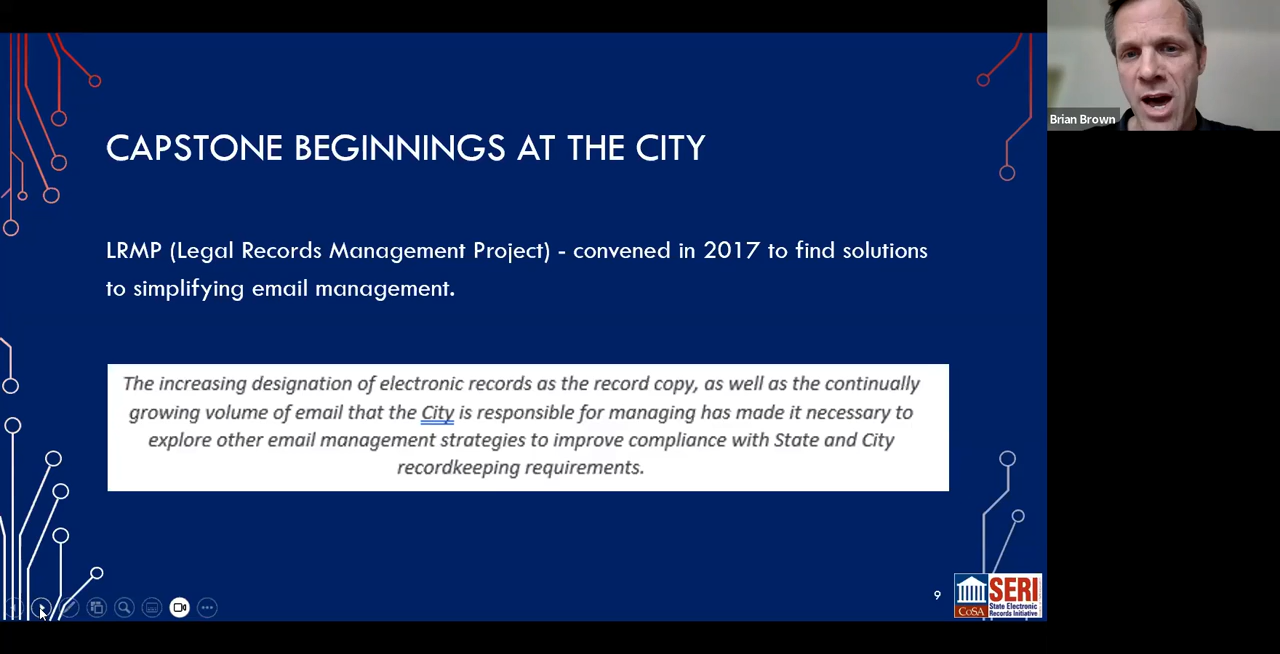 Brian Brown
CAPSTONE BEGINNINGS AT THE CITY
LRMP (Legal Records Management Project) - convened in 2017 to find solutions
to simplifying email management.
The increasing designation of electronic records as the record copy, as well as the continually
growing volume of email that the City is responsible for managing has made it necessary to
explore other email management strategies to improve compliance with State and City
recordkeeping requirements.
9
CoSA
SERI
State Electronic
Records Initiative